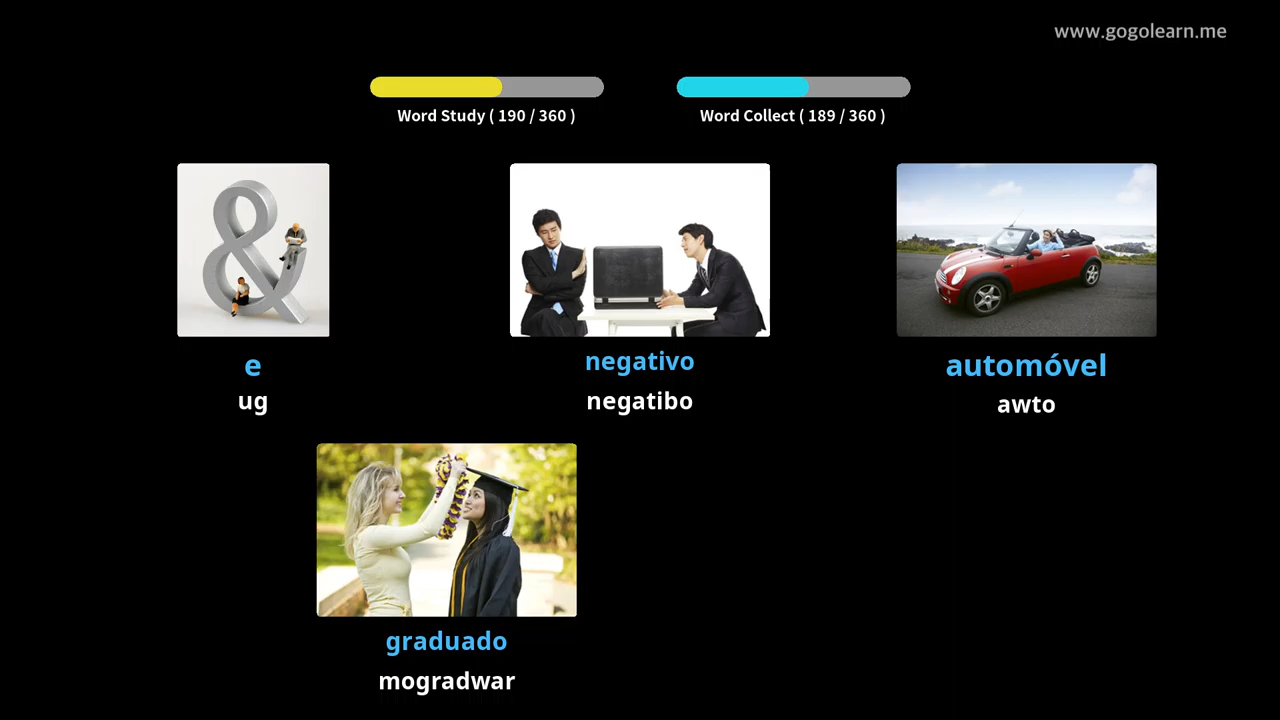 www.gogolearn.me
Word Study ( 190 / 360 )
Word Collect ( 189 / 360 )
&
e
ug
negativo
negatibo
automóvel
awto
graduado
mogradwar